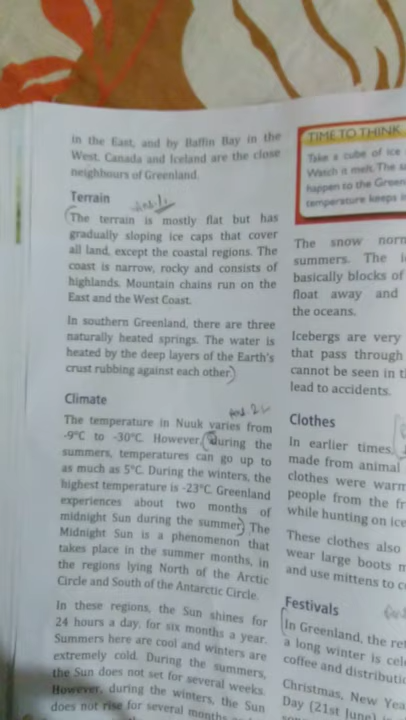 in the East, and by Baffin Bay in the
West. Canada and Iceland are the close
neighbours of Greenland.
Terrain
The terrain is mostly flat but has
gradually sloping ice caps that cover
all land, except the coastal regions. The
coast is narrow, rocky and consists of
highlands. Mountain chains run on the
East and the West Coast.
In southern Greenland, there are three
naturally heated springs. The water is
heated by the deep layers of the Earth's
crust rubbing against each other.)
Climate
The temperature in Nuuk varies from
-9°C to -30°C. However, (during the
summers, temperatures can go up to
as much as 5°C. During the winters, the
highest temperature is -23°C. Greenland
experiences about two months of
midnight Sun during the summer.) The
Midnight Sun is a phenomenon that
takes place in the summer months, in
the regions lying North of the Arctic
Circle and South of the Antarctic Circle.
In these regions, the Sun shines for
24 hours a day, for six months a year.
Summers here are cool and winters are
extremely cold. During the summers,
the Sun does not set for several weeks.
However, during the winters, the Sun
does not rise for several months
TIME TO THINK
Take a cube of ice
Watch it melt. The
happen to the
temperature keeps
The snow
summers. The
basically blocks of
float away and
the oceans.
Icebergs are very
that pass through
cannot be seen in
lead to accidents.
Clothes
In earlier times,
made from animal
clothes were warm
people from the
while hunting on ice
These clothes also
wear large boots
and use mittens to
Festivals
(In Greenland, the
a long winter is
coffee and
Christmas, New
Day (21st June)